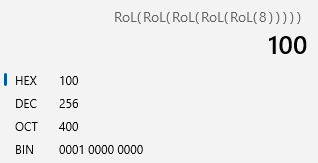 RoL(RoL(RoL(RoL(RoL(8)))))
100
HEX 100
DEC 256
OCT 400
BIN 0001 0000 0000